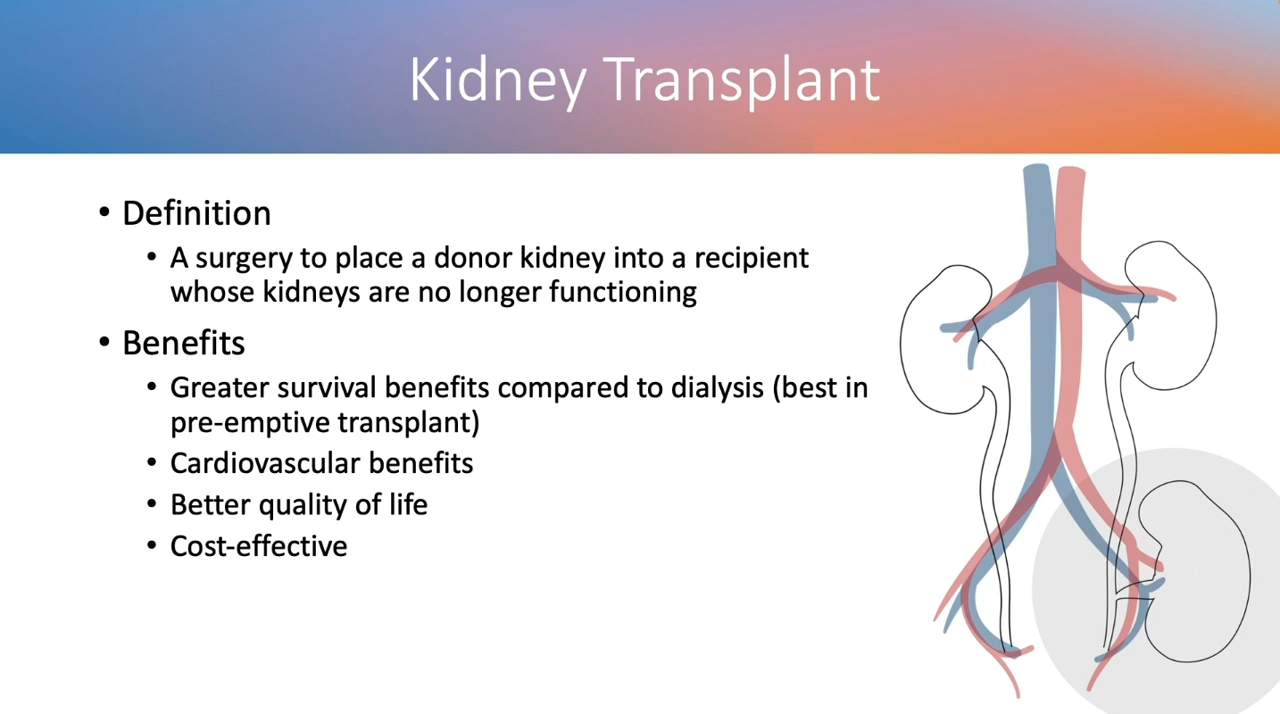 Kidney Transplant
• Definition
• A surgery to place a donor kidney into a recipient
whose kidneys are no longer functioning
• Benefits
• Greater survival benefits compared to dialysis (best in
pre-emptive transplant)
• Cardiovascular benefits
• Better quality of life
• Cost-effective